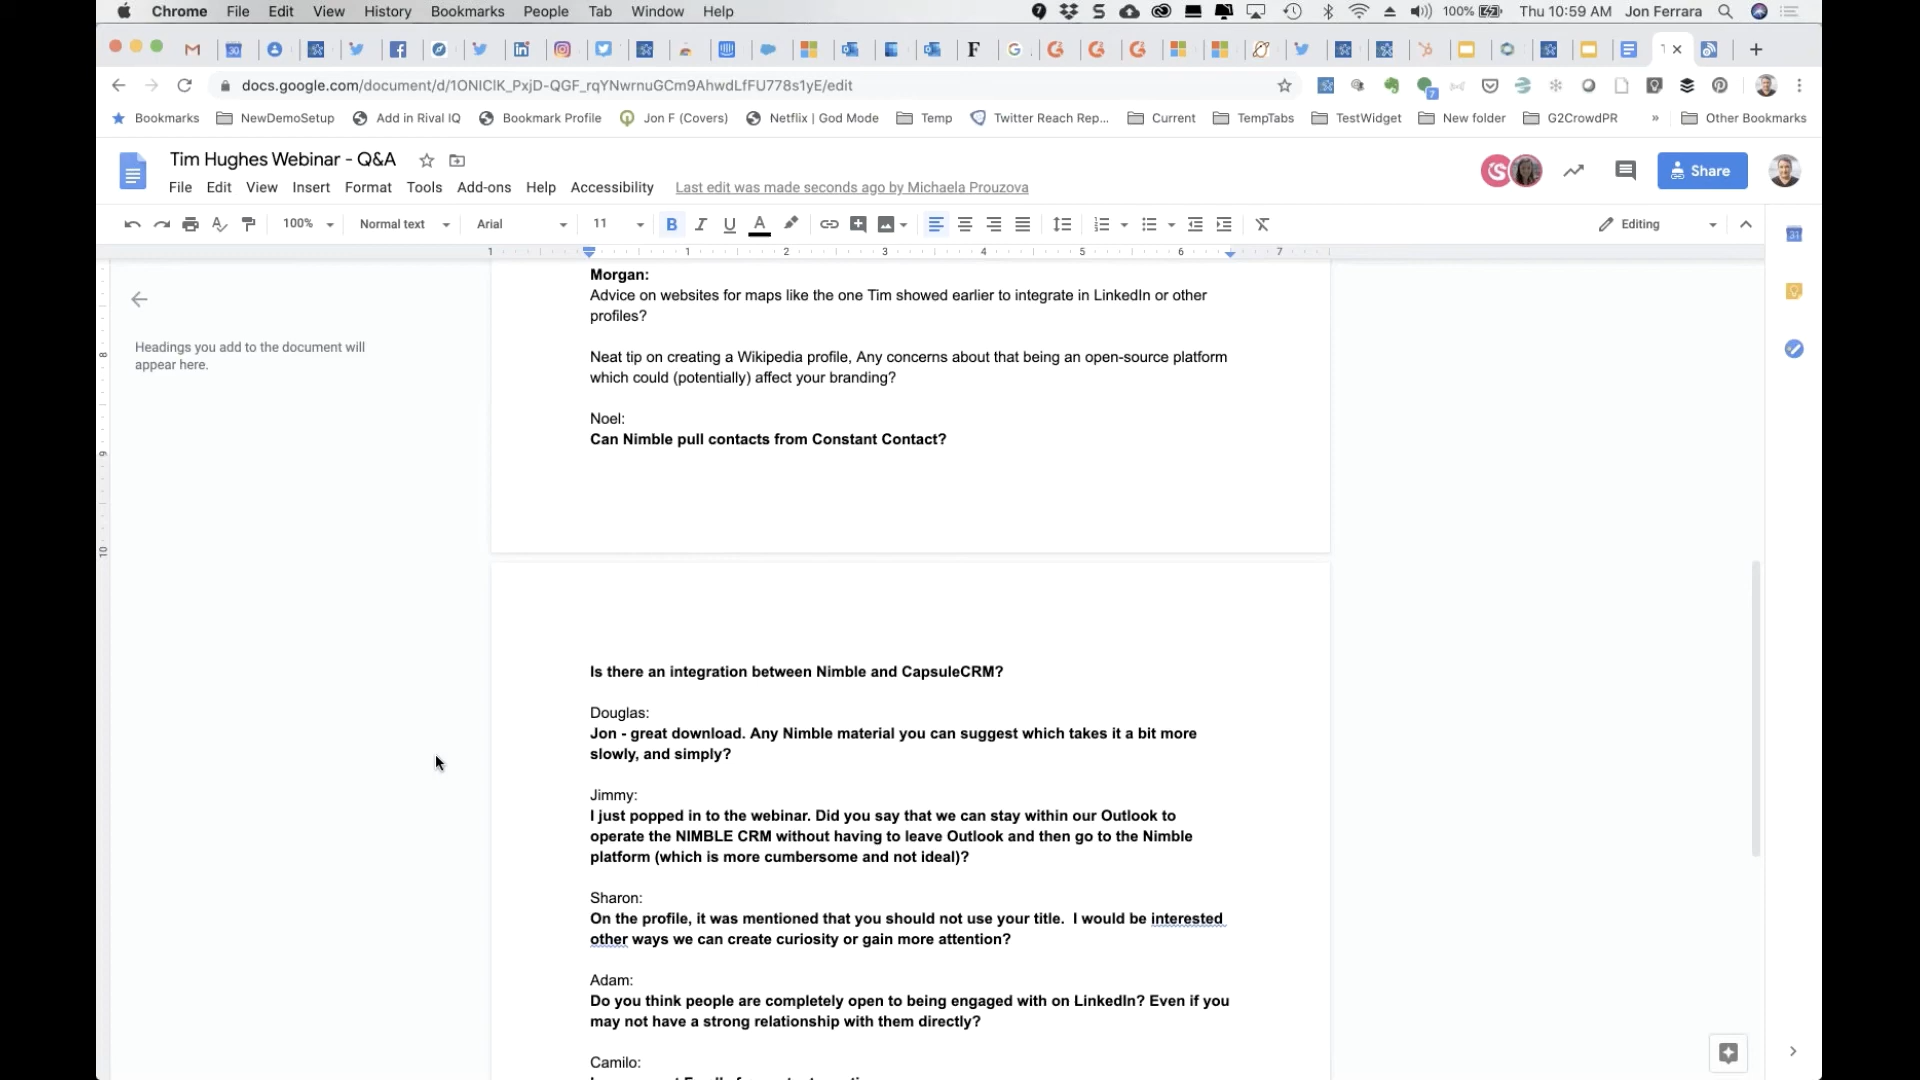 Chrome File Edit View History Bookmarks People Tab Window Help 100% Thu 10:59 AM Jon Ferrara
docs.google.com/document/d/1ONIClK_PxjD-QGF_rqYNwrnuGCm9AhwdLfFU778s1yE/edit
Bookmarks NewDemoSetup Add in Rival IQ Bookmark Profile Jon F (Covers) Netflix | God Mode Temp Twitter Reach Rep... Current TempTabs TestWidget New folder G2CrowdPR » Other Bookmarks
Tim Hughes Webinar - Q&A
File Edit View Insert Format Tools Add-ons Help Accessibility Last edit was made seconds ago by Michaela Prouzova
Share
100% Normal text Arial 11 B I U A Editing
1 1 2 3 4 5 6 7
Headings you add to the document will
appear here.
8
9
10
Morgan:
Advice on websites for maps like the one Tim showed earlier to integrate in LinkedIn or other
profiles?
Neat tip on creating a Wikipedia profile, Any concerns about that being an open-source platform
which could (potentially) affect your branding?
Noel:
Can Nimble pull contacts from Constant Contact?
Is there an integration between Nimble and CapsuleCRM?
Douglas:
Jon - great download. Any Nimble material you can suggest which takes it a bit more
slowly, and simply?
Jimmy:
I just popped in to the webinar. Did you say that we can stay within our Outlook to
operate the NIMBLE CRM without having to leave Outlook and then go to the Nimble
platform (which is more cumbersome and not ideal)?
Sharon:
On the profile, it was mentioned that you should not use your title.  I would be interested
other ways we can create curiosity or gain more attention?
Adam:
Do you think people are completely open to being engaged with on LinkedIn? Even if you
may not have a strong relationship with them directly?
Camilo: